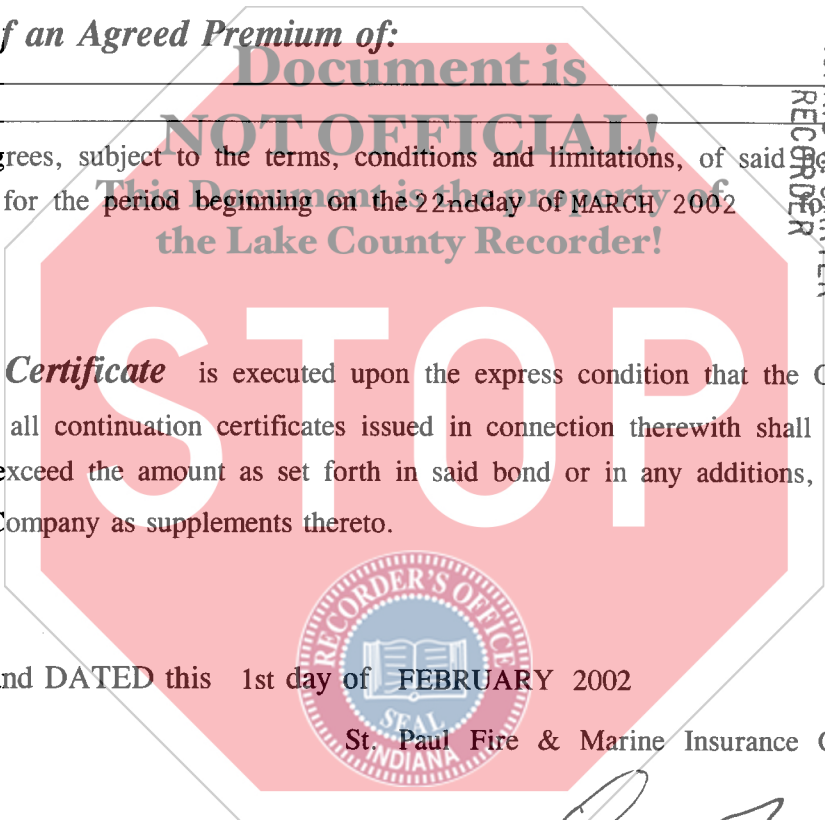 f an Agreed Premium of:
Document is
NOT OFFICIAL!
grees, subject to the terms, conditions and limitations, of said
This Document is the property of
for the period beginning on the 22ndday of MARCH 2002
the Lake County Recorder!
RECORDER
STOP
Certificate is executed upon the express condition that the C
all continuation certificates issued in connection therewith shall
exceed the amount as set forth in said bond or in any additions,
Company as supplements thereto.
RECORDER'S OFFICE
SEAL
INDIANA
nd DATED this 1st day of FEBRUARY 2002
St. Paul Fire & Marine Insurance C